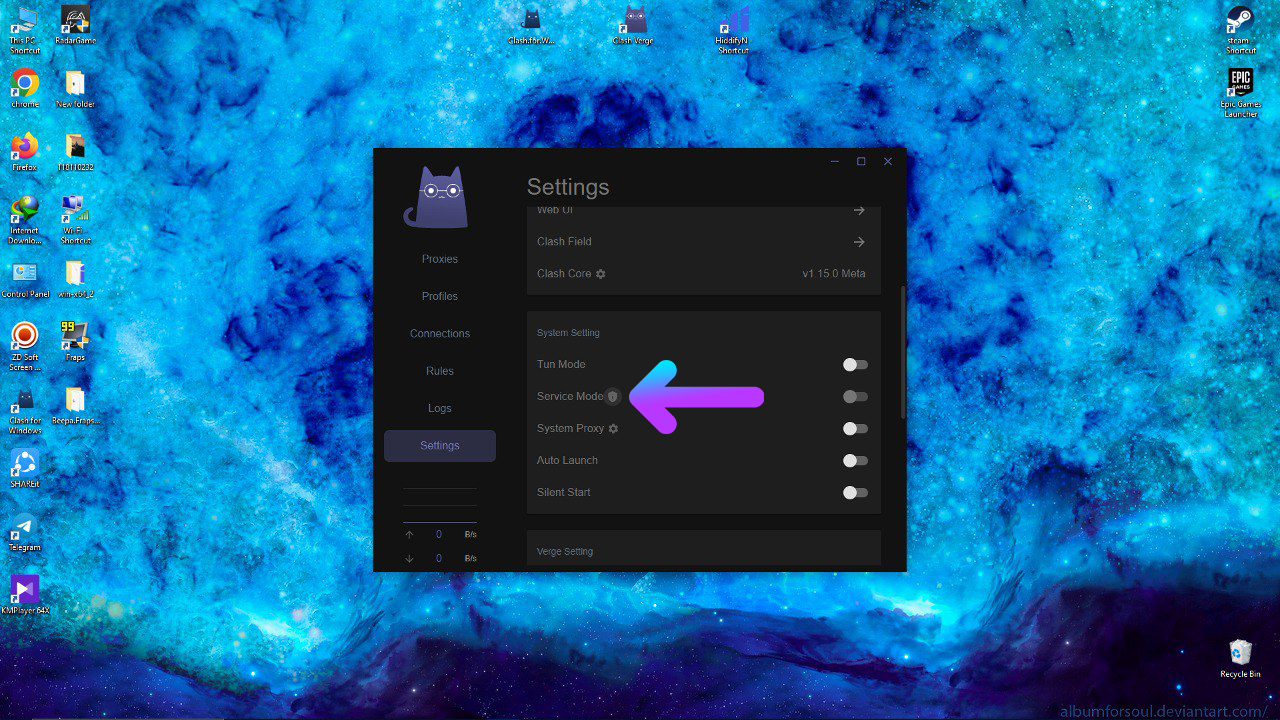 This PC
Shortcut
RadarGame
Clash.for.W...
Clash Verge
HiddifyN
Shortcut
steam
Shortcut
chrome
New folder
EPIC
GAMES
Epic Games
Launcher
Firefox
118110232
Internet
Downlo...
Wi-Fi -
Shortcut
Control Panel
win-x64_2
ZD Soft
Screen ...
99
Fraps
Clash for
Windows
Beepa.Fraps...
SHAREit
Telegram
KMPlayer 64X
Settings
Web UI
Clash Field
Clash Core
v1.15.0 Meta
Proxies
Profiles
Connections
Rules
Logs
Settings
0 B/s
0 B/s
System Setting
Tun Mode
Service Mode
System Proxy
Auto Launch
Silent Start
Verge Setting
Recycle Bin
albumforsoul.deviantart.com/